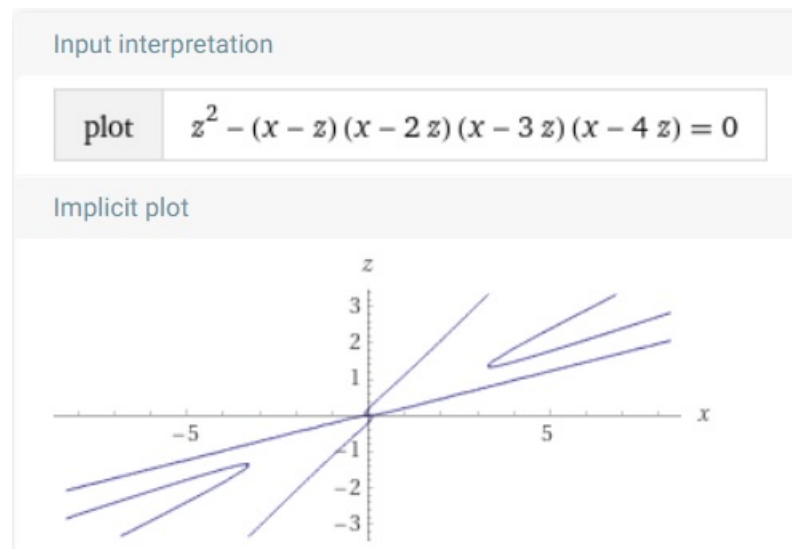 Input interpretation
plot z² − (x − z)(x − 2 z)(x − 3 z)(x − 4 z) = 0
Implicit plot
z
3
2
1
−5 5 x
−1
−2
−3